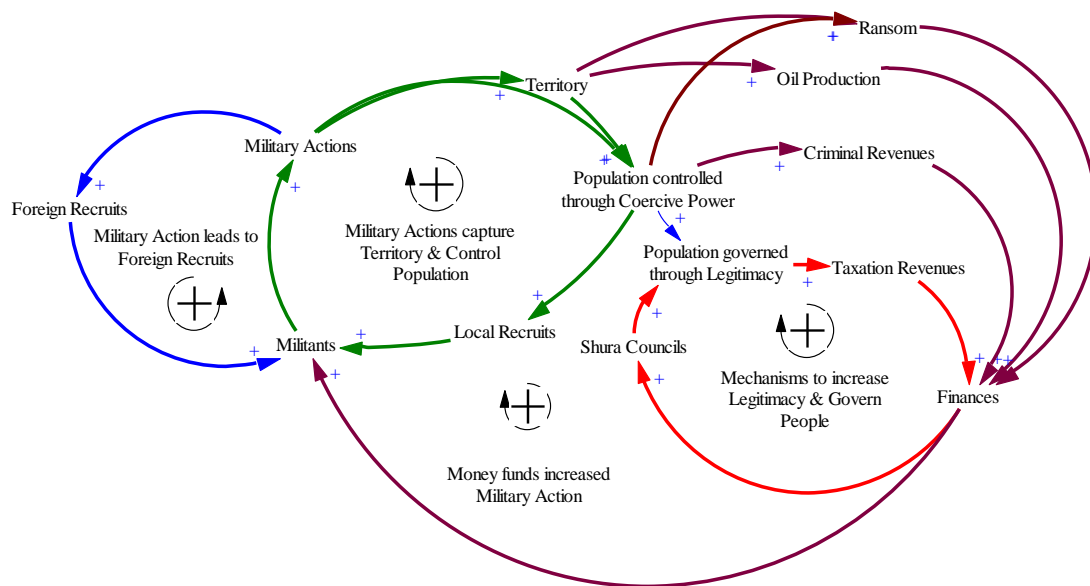 Ransom
Territory
Oil Production
Military Actions
Criminal Revenues
Population controlled
through Coercive Power
Foreign Recruits
Military Action leads to
Foreign Recruits
Military Actions capture
Territory & Control
Population
Population governed
through Legitimacy
Taxation Revenues
Local Recruits
Militants
Shura Councils
Mechanisms to increase
Legitimacy & Govern
People
Finances
Money funds increased
Military Action